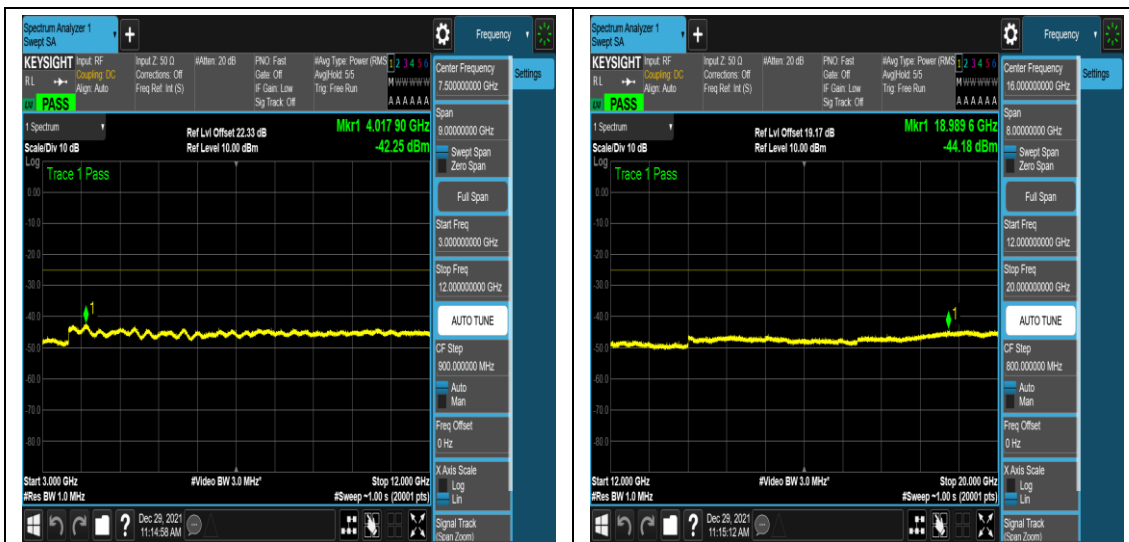 Spectrum Analyzer 1
Swept SA
Frequency
KEYSIGHT
RL
Input: RF
Coupling: DC
Align: Auto
Input Z: 50 Ω
Corrections: Off
Freq Ref: Int (S)
#Atten: 20 dB
PNO: Fast
Gate: Off
IF Gain: Low
Sig Track: Off
#Avg Type: Power (RMS
Avg|Hold: 5/5
Trig: Free Run
1 2 3 4 5 6
M W W W W W
A A A A A A
PASS
1 Spectrum
Scale/Div 10 dB
Ref Lvl Offset 22.33 dB
Ref Level 10.00 dBm
Mkr1 4.017 90 GHz
-42.25 dBm
Log
Trace 1 Pass
0.00
-10.0
-20.0
-30.0
-40.0
-50.0
-60.0
-70.0
-80.0
1
Start 3.000 GHz
#Res BW 1.0 MHz
#Video BW 3.0 MHz*
Stop 12.000 GHz
#Sweep ~1.00 s (20001 pts)
Center Frequency
7.500000000 GHz
Settings
Span
9.00000000 GHz
Swept Span
Zero Span
Full Span
Start Freq
3.000000000 GHz
Stop Freq
12.000000000 GHz
AUTO TUNE
CF Step
900.000000 MHz
Auto
Man
Freq Offset
0 Hz
X Axis Scale
Log
Lin
Signal Track
(Span Zoom)
?
Dec 29, 2021
11:14:58 AM
Spectrum Analyzer 1
Swept SA
Frequency
KEYSIGHT
RL
Input: RF
Coupling: DC
Align: Auto
Input Z: 50 Ω
Corrections: Off
Freq Ref: Int (S)
#Atten: 20 dB
PNO: Fast
Gate: Off
IF Gain: Low
Sig Track: Off
#Avg Type: Power (RMS
Avg|Hold: 5/5
Trig: Free Run
1 2 3 4 5 6
M W W W W W
A A A A A A
PASS
1 Spectrum
Scale/Div 10 dB
Ref Lvl Offset 19.17 dB
Ref Level 10.00 dBm
Mkr1 18.989 6 GHz
-44.18 dBm
Log
Trace 1 Pass
0.00
-10.0
-20.0
-30.0
-40.0
-50.0
-60.0
-70.0
-80.0
1
Start 12.000 GHz
#Res BW 1.0 MHz
#Video BW 3.0 MHz*
Stop 20.000 GHz
#Sweep ~1.00 s (20001 pts)
Center Frequency
16.000000000 GHz
Settings
Span
8.00000000 GHz
Swept Span
Zero Span
Full Span
Start Freq
12.000000000 GHz
Stop Freq
20.000000000 GHz
AUTO TUNE
CF Step
800.000000 MHz
Auto
Man
Freq Offset
0 Hz
X Axis Scale
Log
Lin
Signal Track
(Span Zoom)
?
Dec 29, 2021
11:15:12 AM